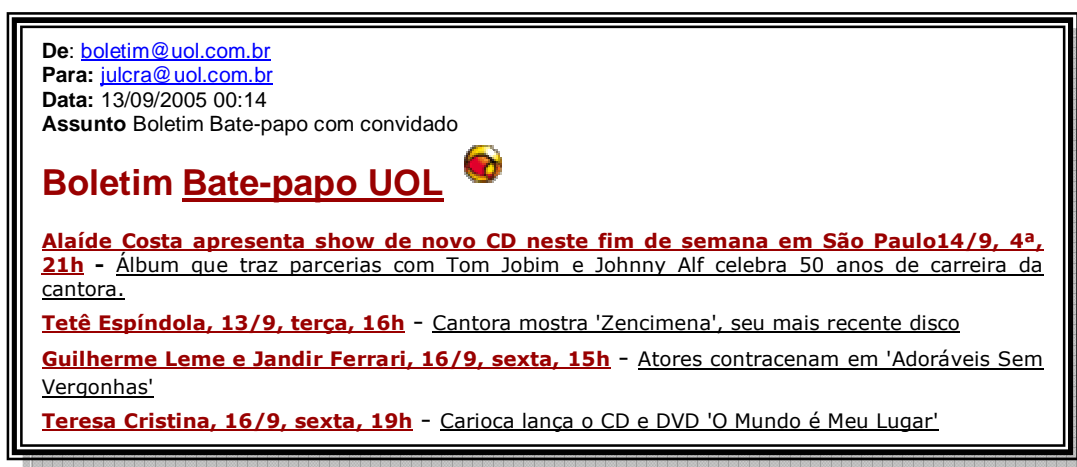 De: boletim@uol.com.br
Para: julcra@uol.com.br
Data: 13/09/2005 00:14
Assunto Boletim Bate-papo com convidado
Boletim Bate-papo UOL
Alaíde Costa apresenta show de novo CD neste fim de semana em São Paulo14/9, 4ª,
21h - Álbum que traz parcerias com Tom Jobim e Johnny Alf celebra 50 anos de carreira da
cantora.
Tetê Espíndola, 13/9, terça, 16h - Cantora mostra 'Zencimena', seu mais recente disco
Guilherme Leme e Jandir Ferrari, 16/9, sexta, 15h - Atores contracenam em 'Adoráveis Sem
Vergonhas'
Teresa Cristina, 16/9, sexta, 19h - Carioca lança o CD e DVD 'O Mundo é Meu Lugar'